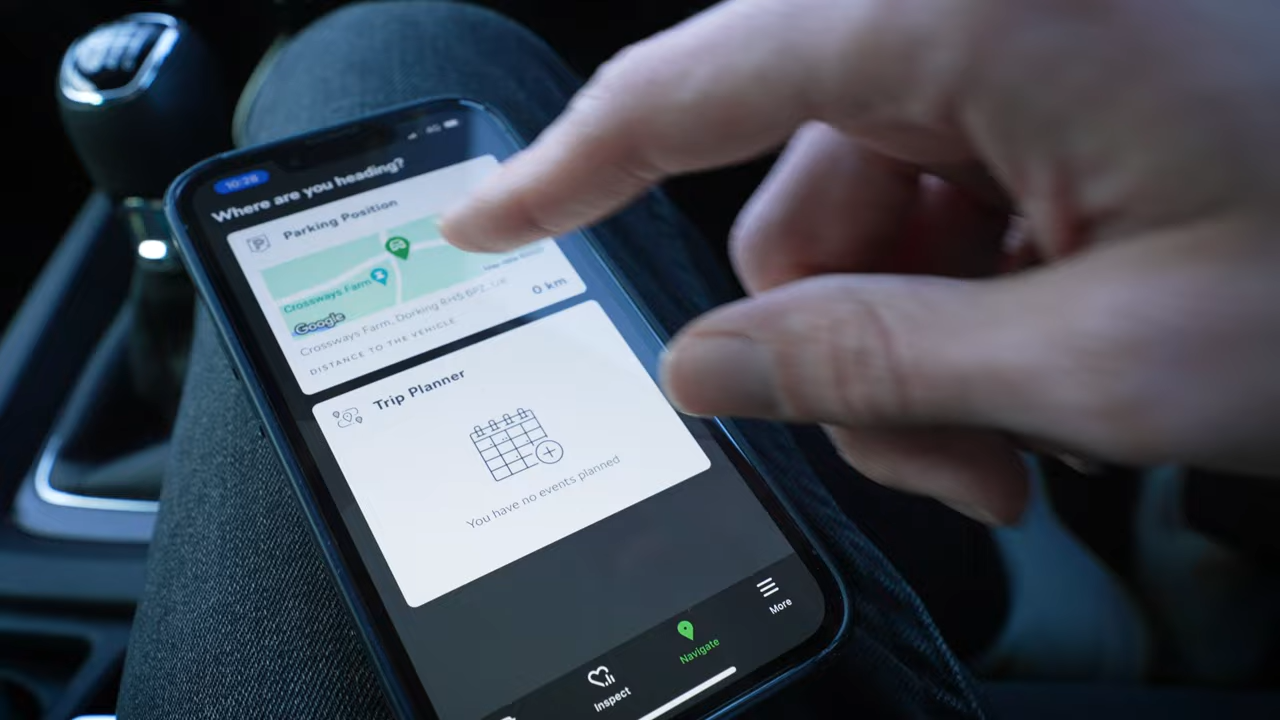 10:28
4G
Where are you heading?
Parking Position
Crossways Farm
Google
Crossways Farm, Dorking RH5 6PZ, UK
0 km
DISTANCE TO THE VEHICLE
Trip Planner
You have no events planned
Inspect
Navigate
More